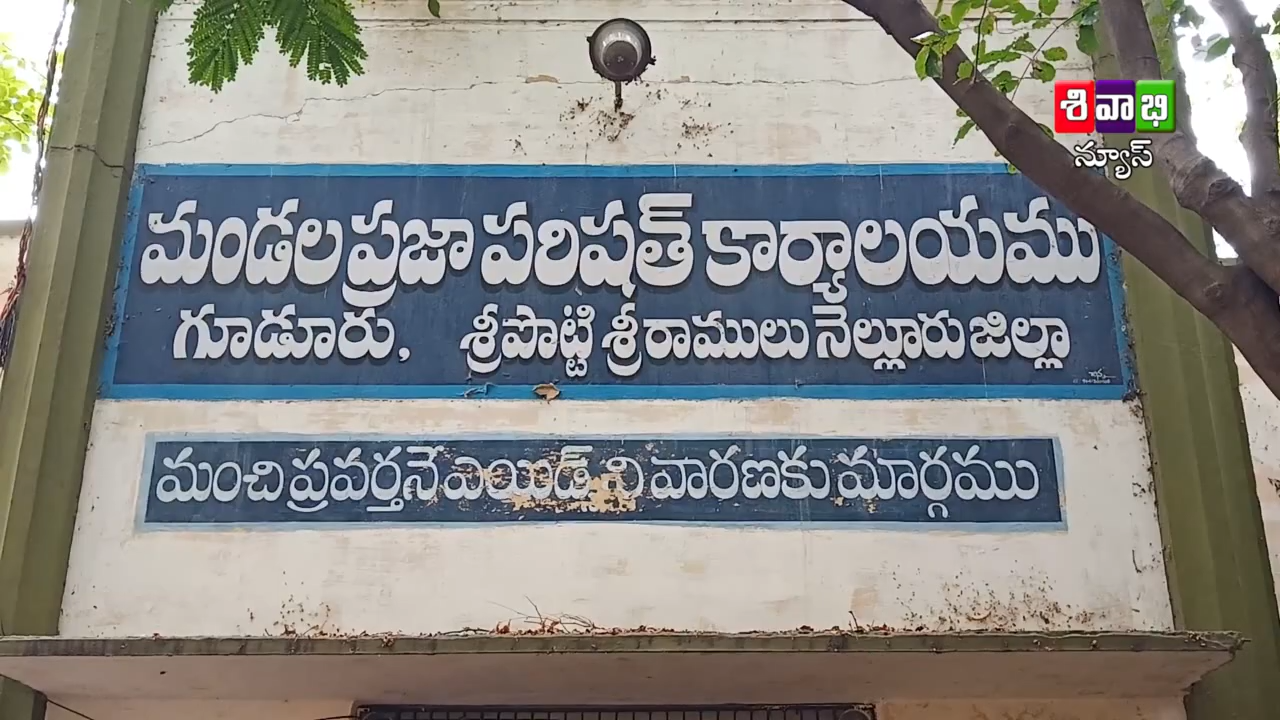 శివాభి
న్యూస్
మండల ప్రజా పరిషత్ కార్యాలయము
గూడూరు, శ్రీపొట్టి శ్రీరాములు నెల్లూరు జిల్లా
మంచి ప్రవర్తనే ఎయిడ్స్ నివారణకు మార్గము